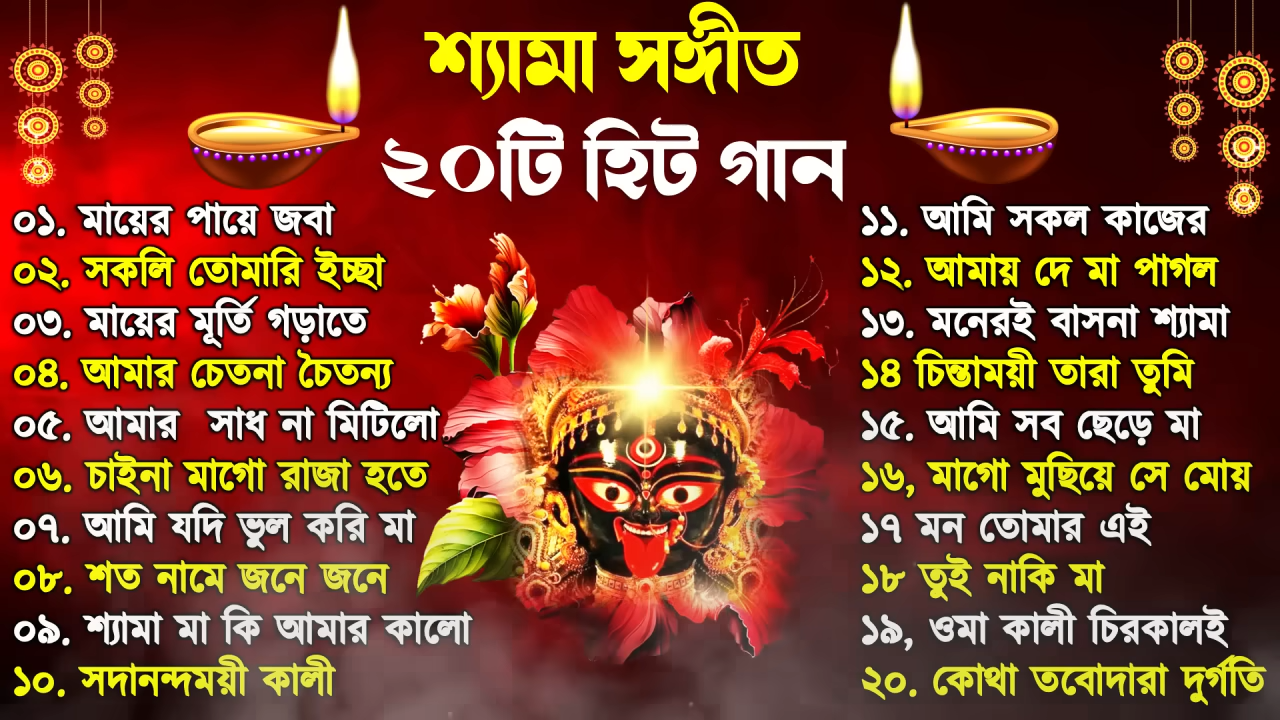 শ্যামা সঙ্গীত
২০টি হিট গান
০১. মায়ের পায়ে জবা
০২. সকলি তোমারি ইচ্ছা
০৩. মায়ের মূর্তি গড়াতে
০৪. আমার চেতনা চৈতন্য
০৫. আমার সাধ না মিটিলো
০৬. চাইনা মাগো রাজা হতে
০৭. আমি যদি ভুল করি মা
০৮. শত নামে জনে জনে
০৯. শ্যামা মা কি আমার কালো
১০. সদানন্দময়ী কালী
১১. আমি সকল কাজের
১২. আমায় দে মা পাগল
১৩. মনেরই বাসনা শ্যামা
১৪ চিন্তাময়ী তারা তুমি
১৫. আমি সব ছেড়ে মা
১৬, মাগো মুছিয়ে সে মোয়
১৭ মন তোমার এই
১৮ তুই নাকি মা
১৯, ওমা কালী চিরকালই
২০. কোথা তবোদারা দুর্গতি